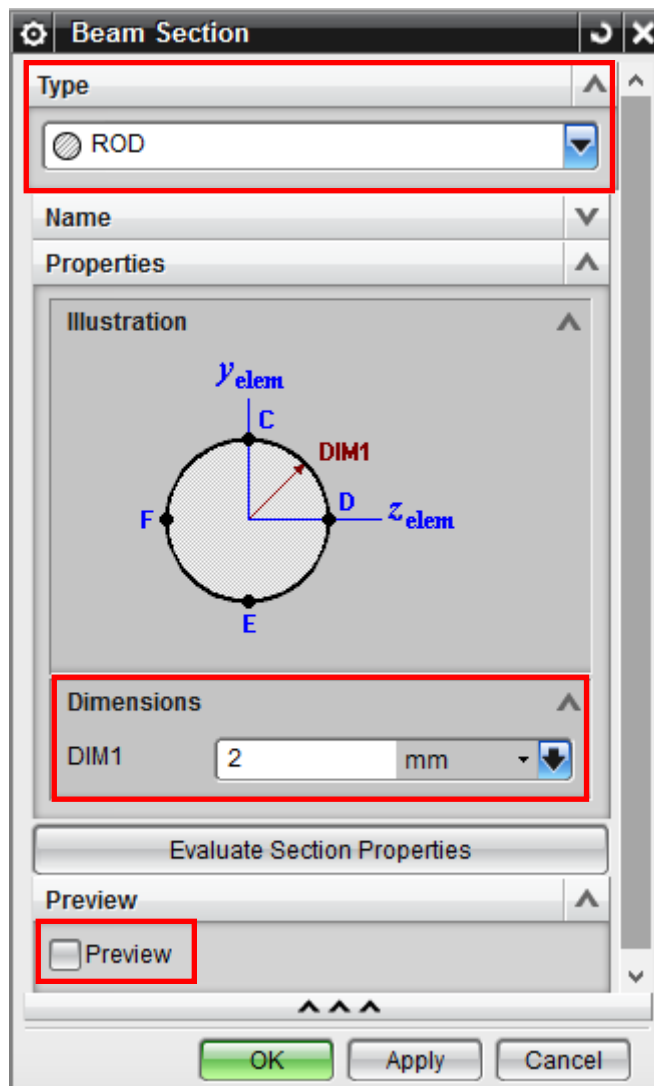 Beam Section
Type
ROD
Name
Properties
Illustration
y elem
C
DIM1
F
D
z elem
E
Dimensions
DIM1 2 mm
Evaluate Section Properties
Preview
Preview
OK Apply Cancel